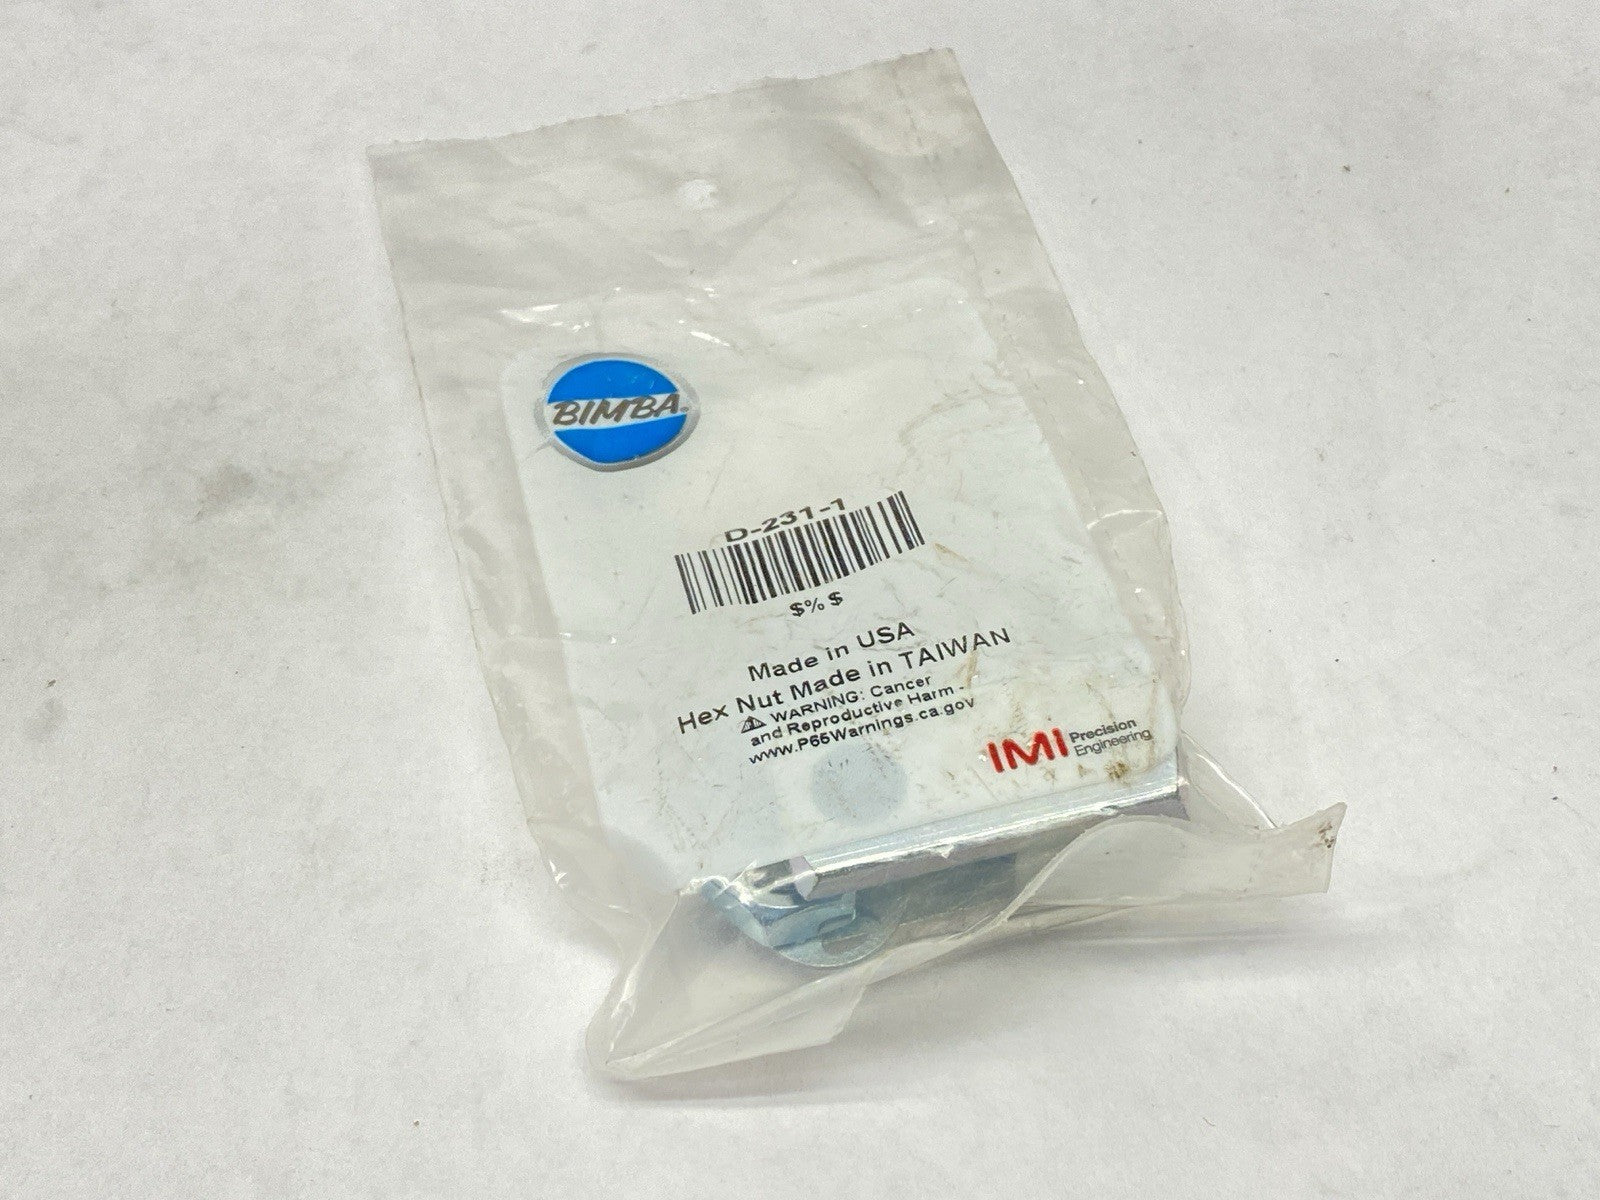 BIMBA
D-231-1
$%$
Made in USA
Hex Nut Made in TAIWAN
⚠ WARNING: Cancer
and Reproductive Harm -
www.P65Warnings.ca.gov
IMI Precision
Engineering